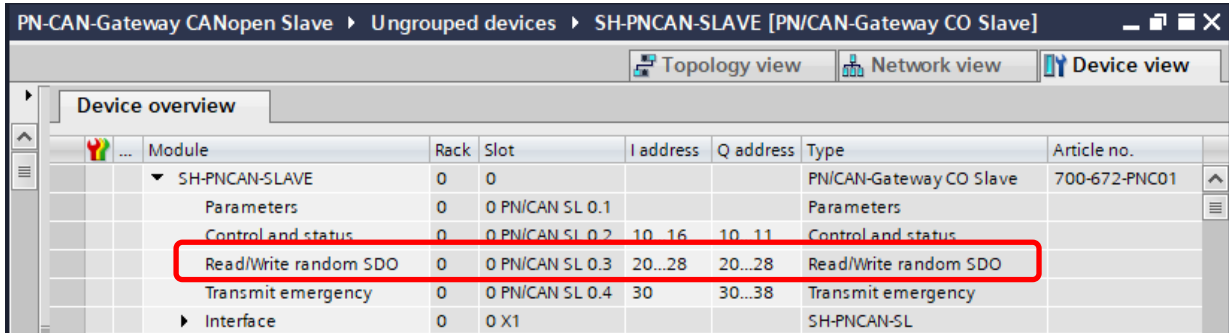 PN-CAN-Gateway CANopen Slave ▸ Ungrouped devices ▸ SH-PNCAN-SLAVE [PN/CAN-Gateway CO Slave]
Topology view Network view Device view
Device overview
... Module Rack Slot I address Q address Type Article no.
SH-PNCAN-SLAVE 0 0 PN/CAN-Gateway CO Slave 700-672-PNC01
Parameters 0 0 PN/CAN SL 0.1 Parameters
Control and status 0 0 PN/CAN SL 0.2 10...16 10...11 Control and status
Read/Write random SDO 0 0 PN/CAN SL 0.3 20...28 20...28 Read/Write random SDO
Transmit emergency 0 0 PN/CAN SL 0.4 30 30...38 Transmit emergency
Interface 0 0 X1 SH-PNCAN-SL